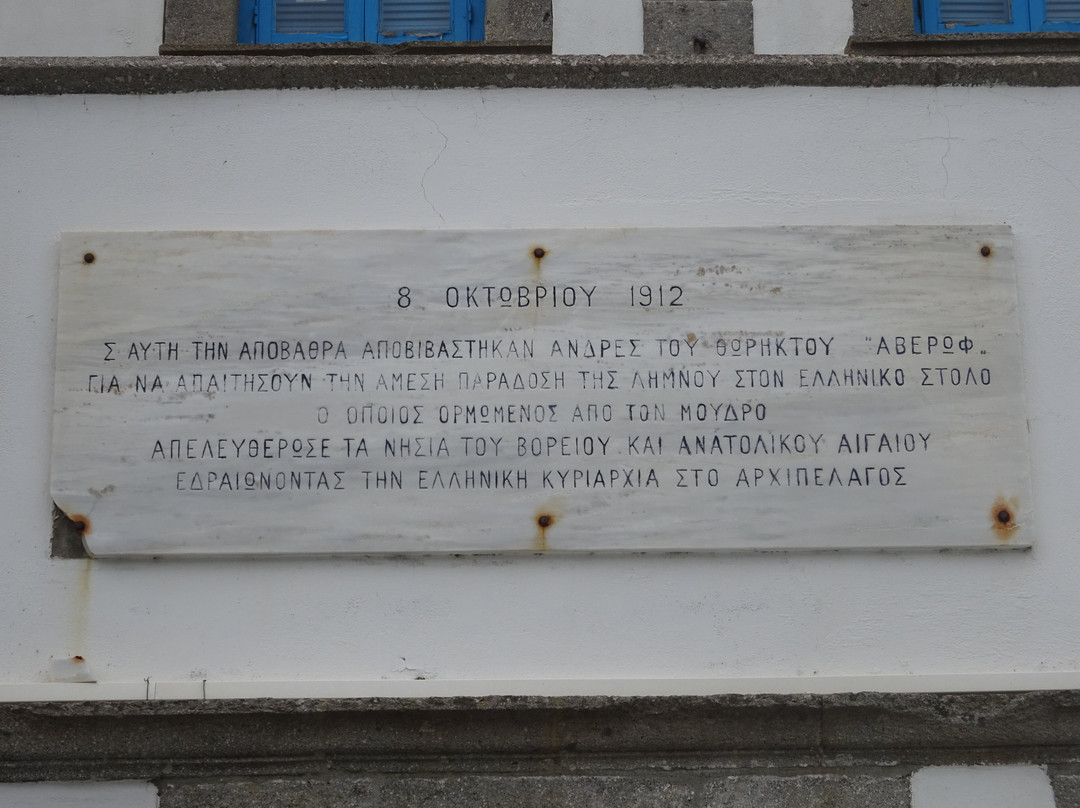 8 ΟΚΤΩΒΡΙΟΥ 1912
Σ ΑΥΤΗ ΤΗΝ ΑΠΟΒΑΘΡΑ ΑΠΟΒΙΒΑΣΤΗΚΑΝ ΑΝΔΡΕΣ ΤΟΥ ΘΩΡΗΚΤΟΥ "ΑΒΕΡΩΦ„
ΓΙΑ ΝΑ ΑΠΑΙΤΗΣΟΥΝ ΤΗΝ ΑΜΕΣΗ ΠΑΡΑΔΟΣΗ ΤΗΣ ΛΗΜΝΟΥ ΣΤΟΝ ΕΛΛΗΝΙΚΟ ΣΤΟΛΟ
Ο ΟΠΟΙΟΣ ΟΡΜΩΜΕΝΟΣ ΑΠΟ ΤΟΝ ΜΟΥΔΡΟ
ΑΠΕΛΕΥΘΕΡΩΣΕ ΤΑ ΝΗΣΙΑ ΤΟΥ ΒΟΡΕΙΟΥ ΚΑΙ ΑΝΑΤΟΛΙΚΟΥ ΑΙΓΑΙΟΥ
ΕΔΡΑΙΩΝΟΝΤΑΣ ΤΗΝ ΕΛΛΗΝΙΚΗ ΚΥΡΙΑΡΧΙΑ ΣΤΟ ΑΡΧΙΠΕΛΑΓΟΣ